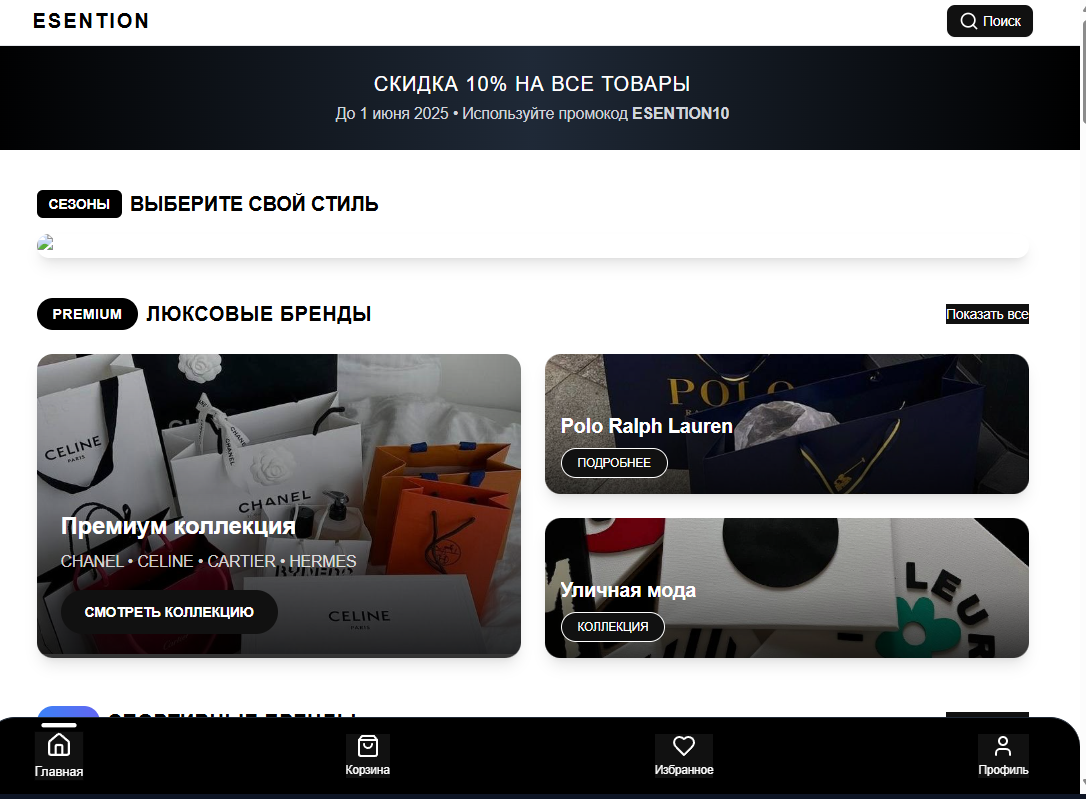 ESENTION
Поиск
СКИДКА 10% НА ВСЕ ТОВАРЫ
До 1 июня 2025 • Используйте промокод ESENTION10
СЕЗОНЫ ВЫБЕРИТЕ СВОЙ СТИЛЬ
PREMIUM ЛЮКСОВЫЕ БРЕНДЫ
Показать все
CELINE
PARIS
CHANEL
Премиум коллекция
CHANEL • CELINE • CARTIER • HERMES
СМОТРЕТЬ КОЛЛЕКЦИЮ
CELINE
PARIS
POLO
Polo Ralph Lauren
ПОДРОБНЕЕ
Уличная мода
КОЛЛЕКЦИЯ
LEUR
СПОРТИВНЫЕ БРЕНДЫ
Главная
Корзина
Избранное
Профиль